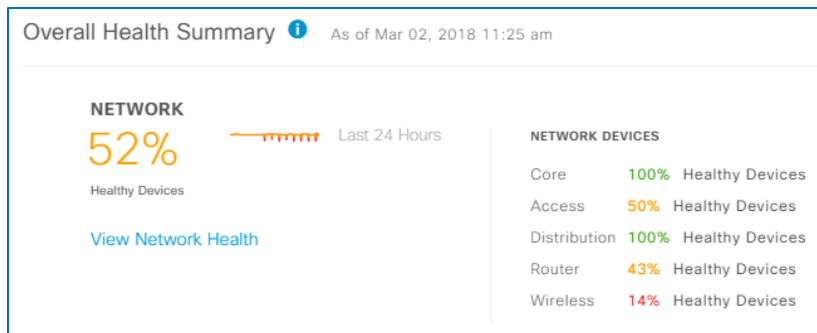 Overall Health Summary i As of Mar 02, 2018 11:25 am
NETWORK
52%
Last 24 Hours
Healthy Devices
View Network Health
NETWORK DEVICES
Core 100% Healthy Devices
Access 50% Healthy Devices
Distribution 100% Healthy Devices
Router 43% Healthy Devices
Wireless 14% Healthy Devices